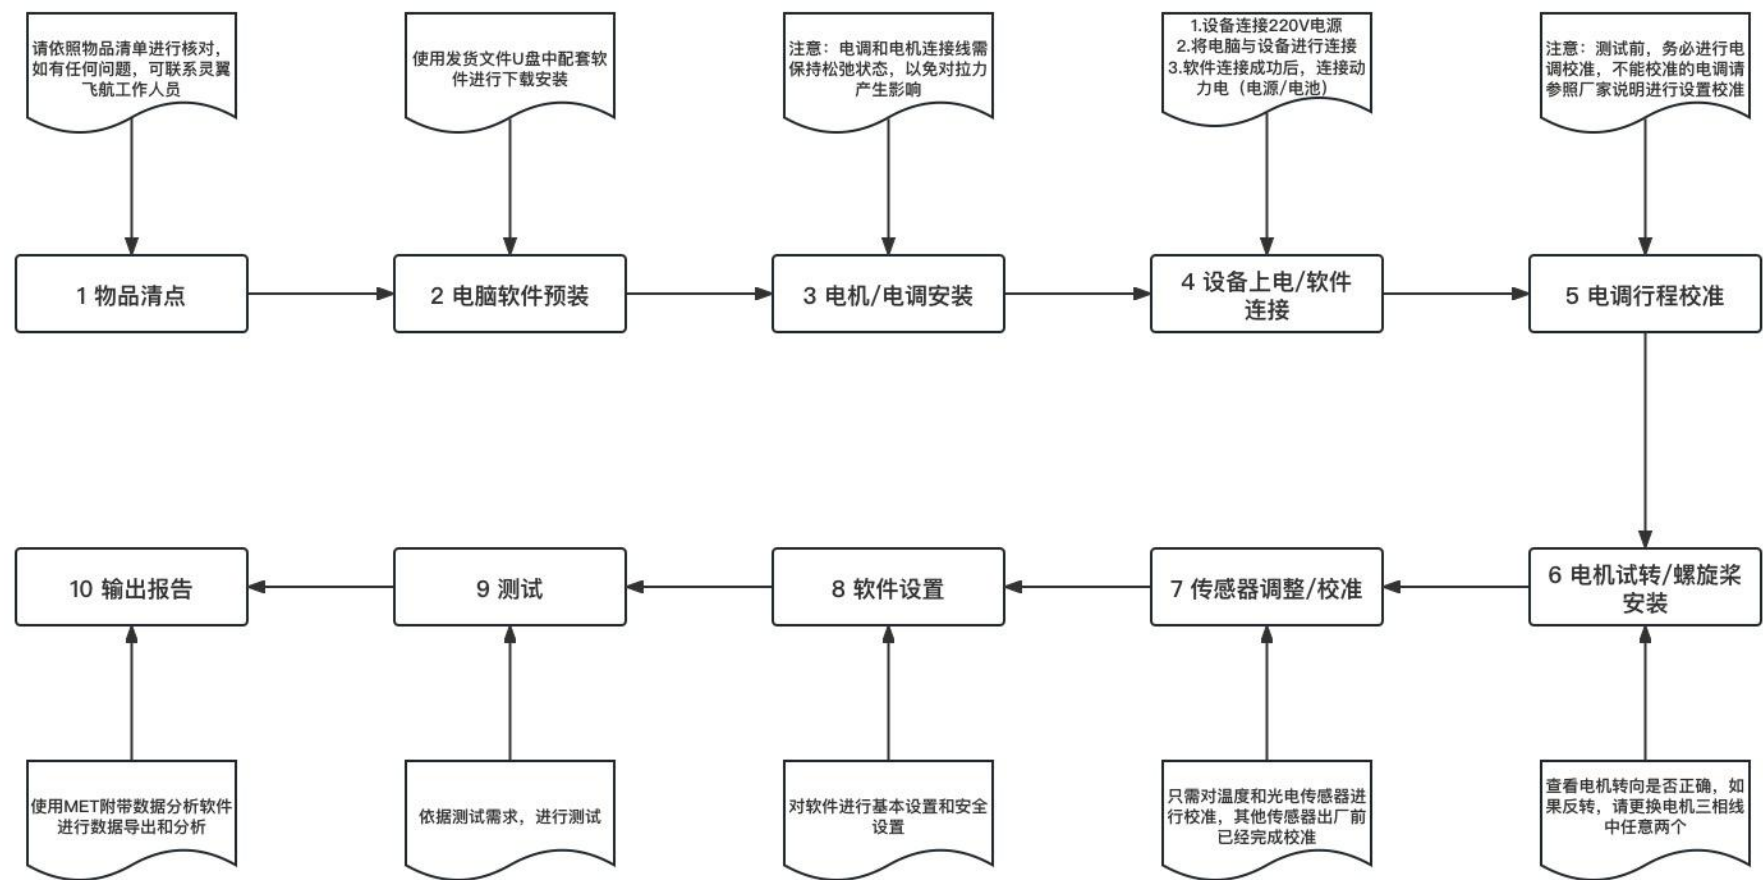 请依照物品清单进行核对，
如有任何问题，可联系灵翼
飞航工作人员
使用发货文件U盘中配套软
件进行下载安装
注意：电调和电机连接线需
保持松弛状态，以免对拉力
产生影响
1.设备连接220V电源
2.将电脑与设备进行连接
3.软件连接成功后，连接动
力电（电源/电池）
注意：测试前，务必进行电
调校准，不能校准的电调请
参照厂家说明进行设置校准
1 物品清点
2 电脑软件预装
3 电机/电调安装
4 设备上电/软件
连接
5 电调行程校准
10 输出报告
9 测试
8 软件设置
7 传感器调整/校准
6 电机试转/螺旋桨
安装
使用MET附带数据分析软件
进行数据导出和分析
依据测试需求，进行测试
对软件进行基本设置和安全
设置
只需对温度和光电传感器进
行校准，其他传感器出厂前
已经完成校准
查看电机转向是否正确，如
果反转，请更换电机三相线
中任意两个